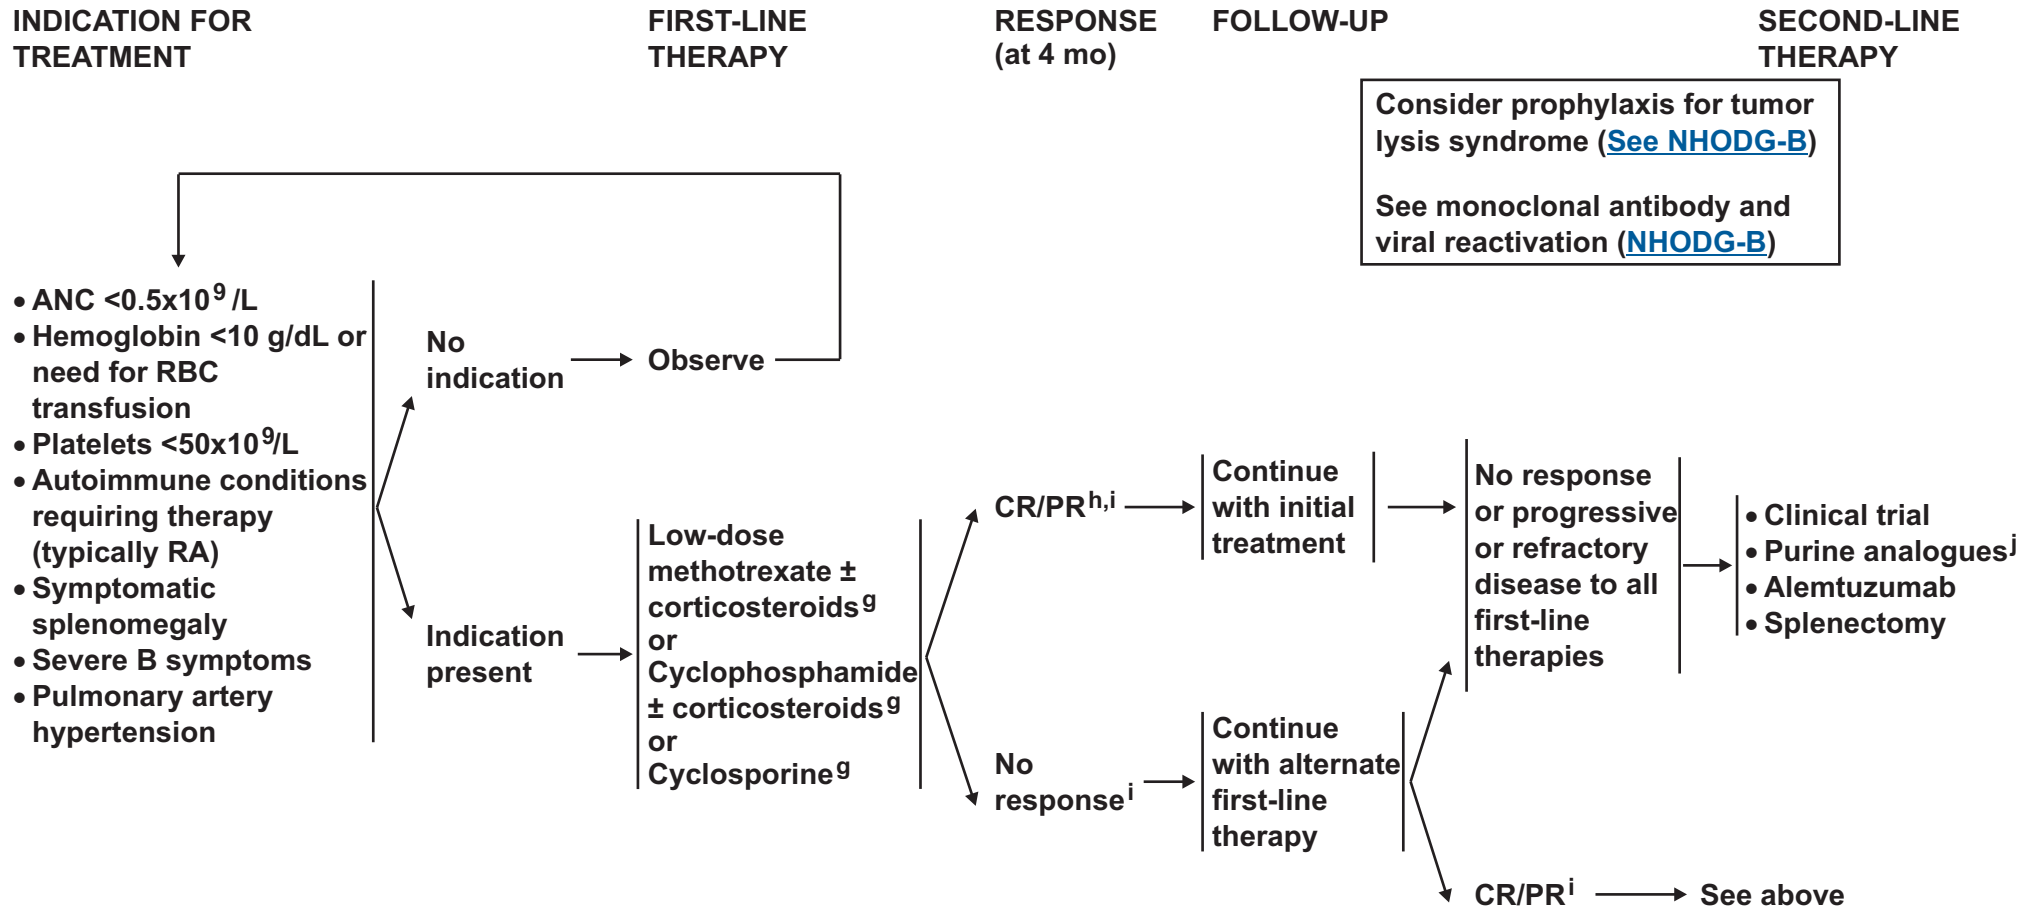 INDICATION FOR
TREATMENT
FIRST-LINE
THERAPY
RESPONSE
(at 4 mo)
FOLLOW-UP
SECOND-LINE
THERAPY
Consider prophylaxis for tumor
lysis syndrome (See NHODG-B)
See monoclonal antibody and
viral reactivation (NHODG-B)
• ANC <0.5x10⁹ /L
• Hemoglobin <10 g/dL or
need for RBC
transfusion
• Platelets <50x10⁹/L
• Autoimmune conditions
requiring therapy
(typically RA)
• Symptomatic
splenomegaly
• Severe B symptoms
• Pulmonary artery
hypertension
No
indication
Observe
Indication
present
Low-dose
methotrexate ±
corticosteroids g
or
Cyclophosphamide
± corticosteroids g
or
Cyclosporine g
CR/PR h,i
Continue
with initial
treatment
No
response i
Continue
with alternate
first-line
therapy
No response
or progressive
or refractory
disease to all
first-line
therapies
CR/PR i
See above
• Clinical trial
• Purine analogues j
• Alemtuzumab
• Splenectomy